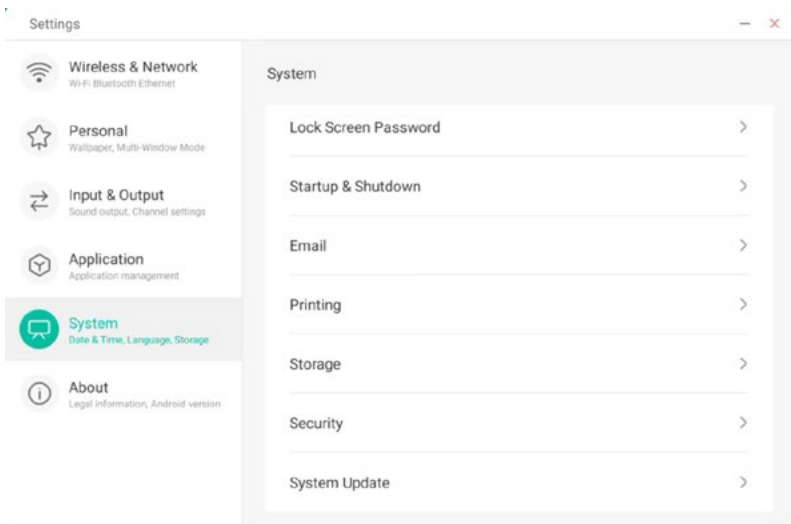 Settings
Wireless & Network
Wi-Fi Bluetooth Ethernet
Personal
Wallpaper, Multi-Window Mode
Input & Output
Sound output, Channel settings
Application
Application management
System
Date & Time, Language, Storage
About
Legal information, Android version
System
Lock Screen Password
Startup & Shutdown
Email
Printing
Storage
Security
System Update